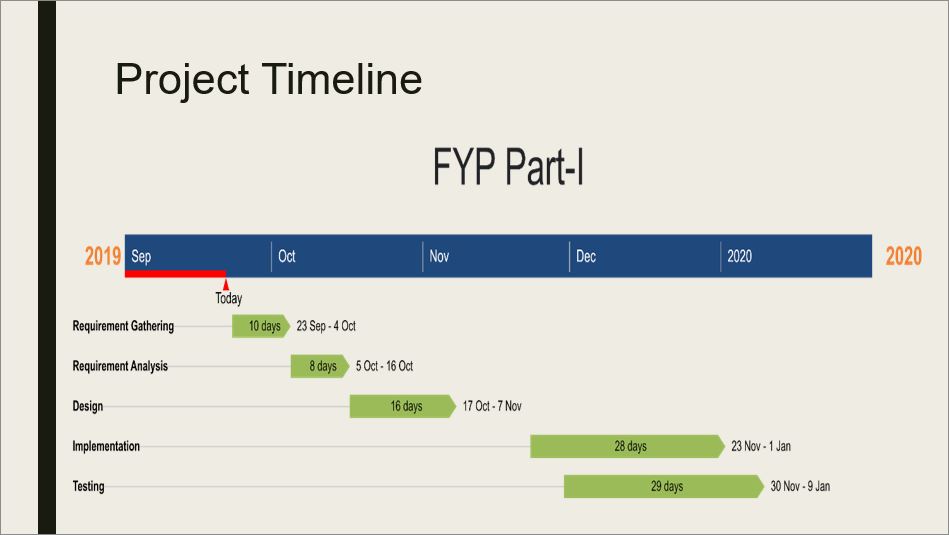 Project Timeline
FYP Part-I
2019 Sep Oct Nov Dec 2020 2020
Today
Requirement Gathering 10 days 23 Sep - 4 Oct
Requirement Analysis 8 days 5 Oct - 16 Oct
Design 16 days 17 Oct - 7 Nov
Implementation 28 days 23 Nov - 1 Jan
Testing 29 days 30 Nov - 9 Jan